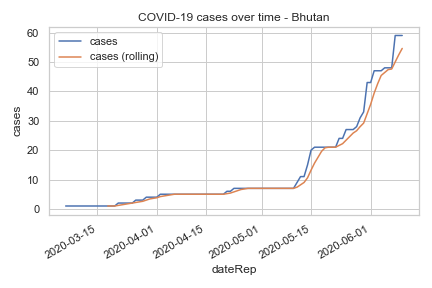 COVID-19 cases over time - Bhutan
cases
cases (rolling)
60
50
40
30
20
10
0
cases
2020-03-15
2020-04-01
2020-04-15
2020-05-01
2020-05-15
2020-06-01
dateRep